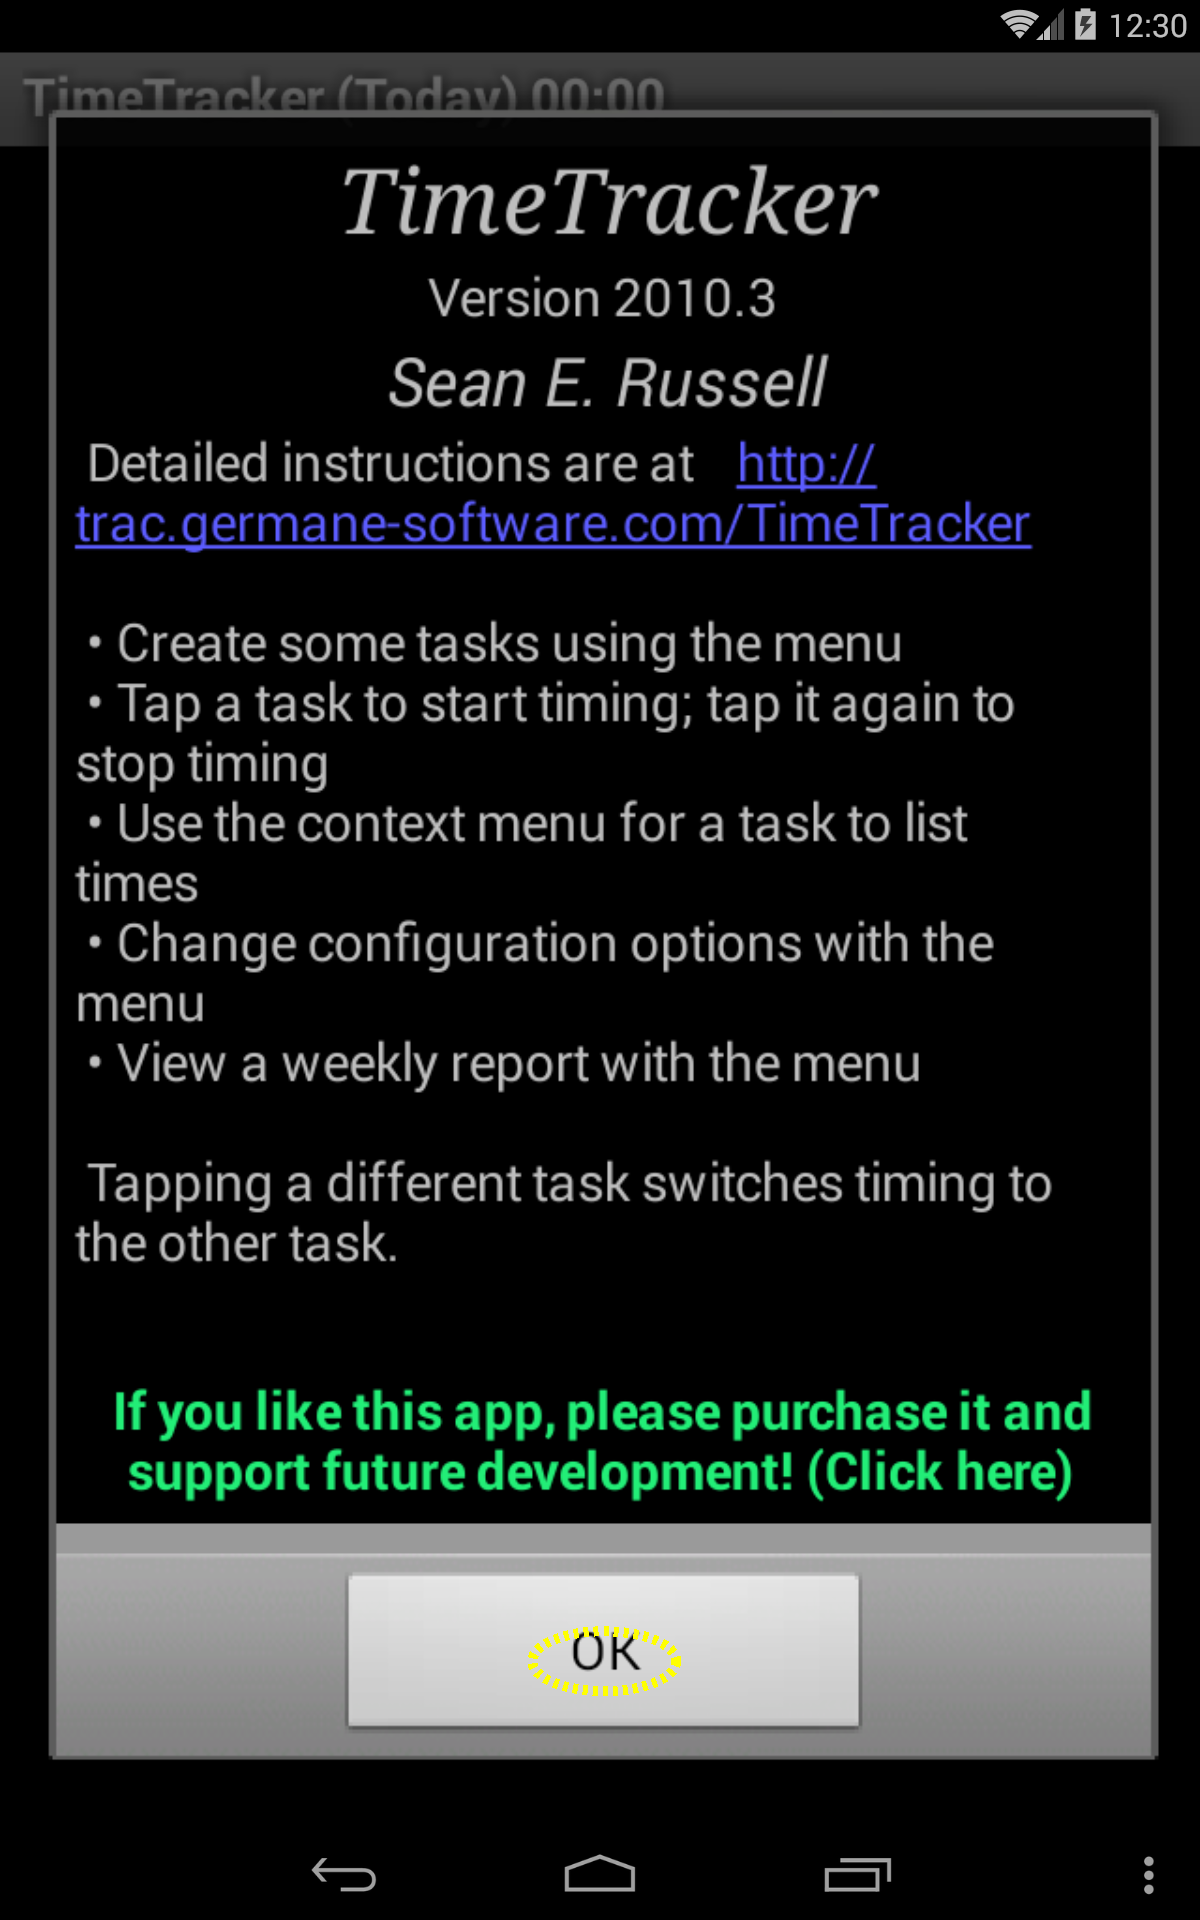 12:30
TimeTracker (Today) 00:00
TimeTracker
Version 2010.3
Sean E. Russell
Detailed instructions are at http://
trac.germane-software.com/TimeTracker
• Create some tasks using the menu
• Tap a task to start timing; tap it again to
stop timing
• Use the context menu for a task to list
times
• Change configuration options with the
menu
• View a weekly report with the menu
Tapping a different task switches timing to
the other task.
If you like this app, please purchase it and
support future development! (Click here)
OK